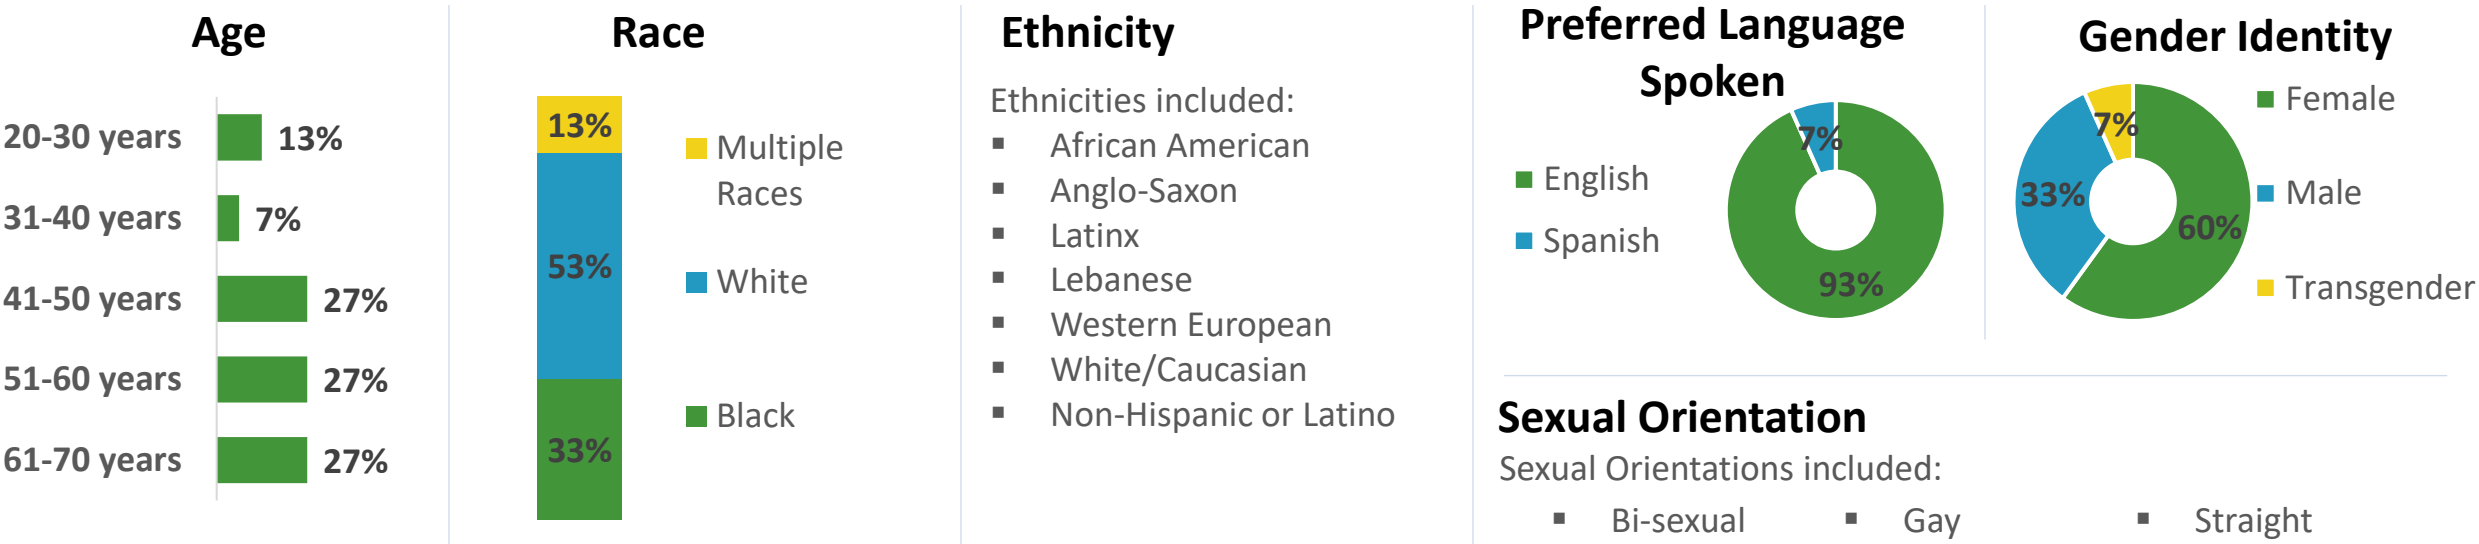 Age
20-30 years 13%
31-40 years 7%
41-50 years 27%
51-60 years 27%
61-70 years 27%
Race
13%
53%
33%
Multiple
Races
White
Black
Ethnicity
Ethnicities included:
▪ African American
▪ Anglo-Saxon
▪ Latinx
▪ Lebanese
▪ Western European
▪ White/Caucasian
▪ Non-Hispanic or Latino
Preferred Language
Spoken
English
Spanish
7%
93%
Gender Identity
7%
33%
60%
Female
Male
Transgender
Sexual Orientation
Sexual Orientations included:
▪ Bi-sexual ▪ Gay ▪ Straight